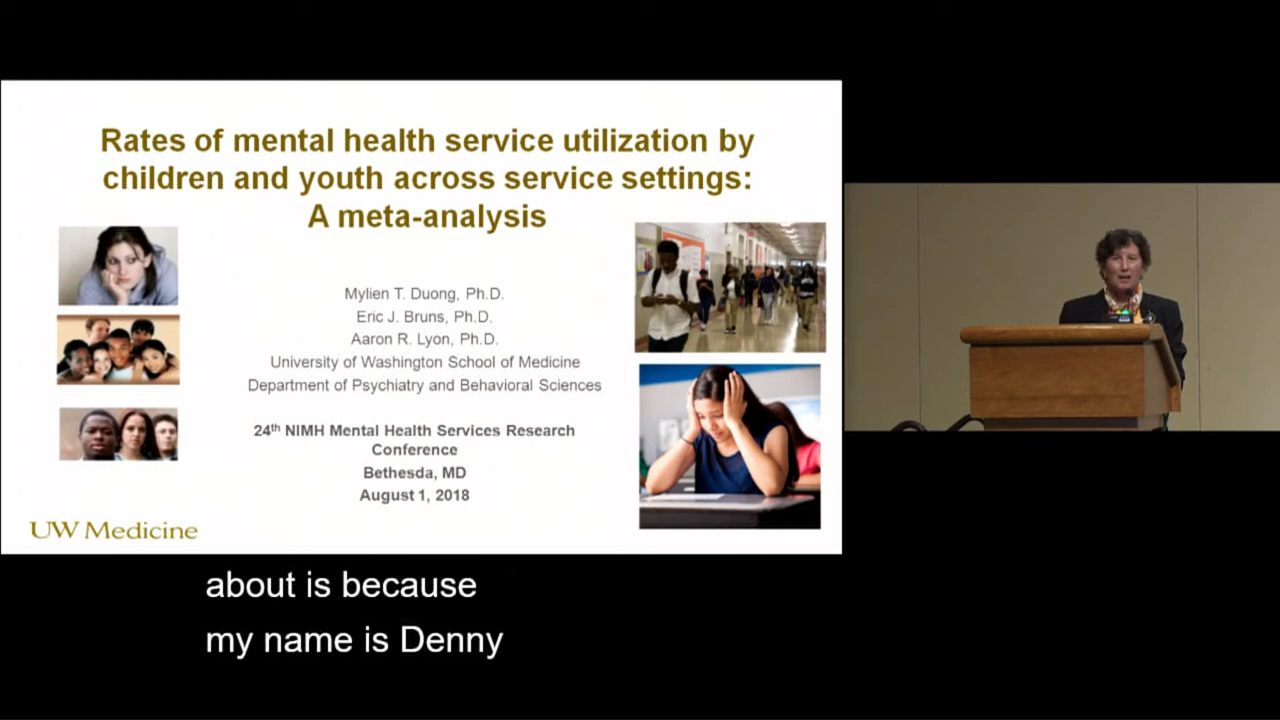 Rates of mental health service utilization by
children and youth across service settings:
A meta-analysis
Mylien T. Duong, Ph.D.
Eric J. Bruns, Ph.D.
Aaron R. Lyon, Ph.D.
University of Washington School of Medicine
Department of Psychiatry and Behavioral Sciences
24th NIMH Mental Health Services Research
Conference
Bethesda, MD
August 1, 2018
UW Medicine
about is because
my name is Denny